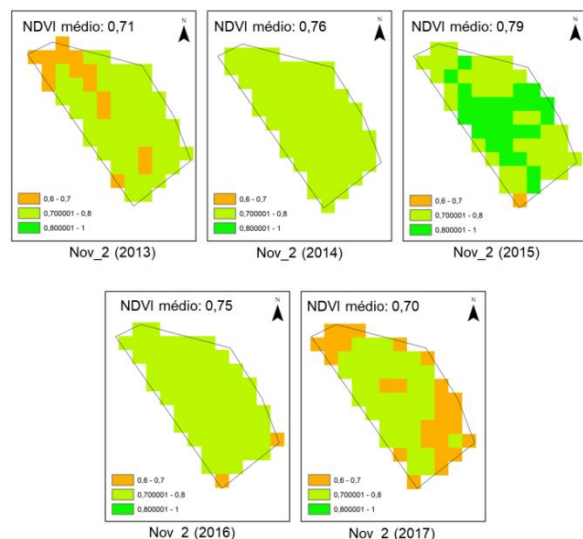 NDVI médio: 0,71
N
0,6 - 0,7
0,700001 - 0,8
0,800001 - 1
Nov_2 (2013)
NDVI médio: 0,76
N
0,6 - 0,7
0,700001 - 0,8
0,800001 - 1
Nov_2 (2014)
NDVI médio: 0,79
N
0,6 - 0,7
0,700001 - 0,8
0,800001 - 1
Nov_2 (2015)
NDVI médio: 0,75
N
0,6 - 0,7
0,700001 - 0,8
0,800001 - 1
Nov_2 (2016)
NDVI médio: 0,70
N
0,6 - 0,7
0,700001 - 0,8
0,800001 - 1
Nov_2 (2017)